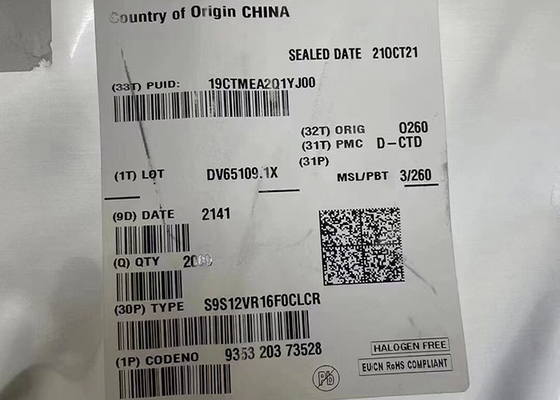 Country of Origin CHINA
SEALED DATE 21OCT21
(33T) PUID: 19CTMEA2Q1YJ00
(32T) ORIG 0260
(31T) PMC D-CTD
(31P)
(1T) LOT DV65109.1X
MSL/PBT 3/260
(9D) DATE 2141
(Q) QTY 2000
(30P) TYPE S9S12VR16F0CLCR
(1P) CODENO 9353 203 73528
HALOGEN FREE
EU/CN RoHS COMPLIANT
Pb